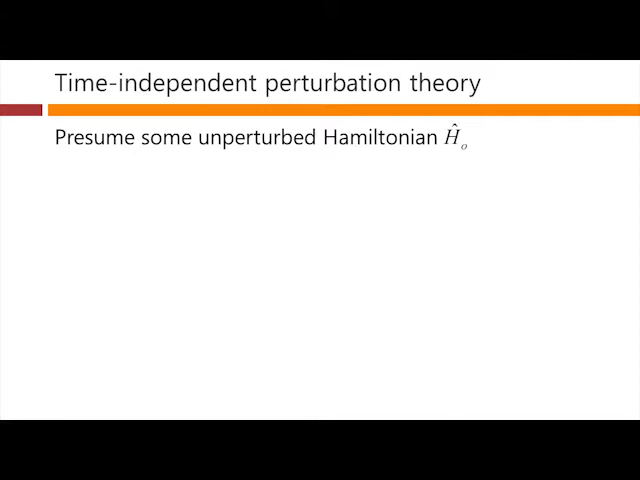 Time-independent perturbation theory
Presume some unperturbed Hamiltonian Ĥₒ